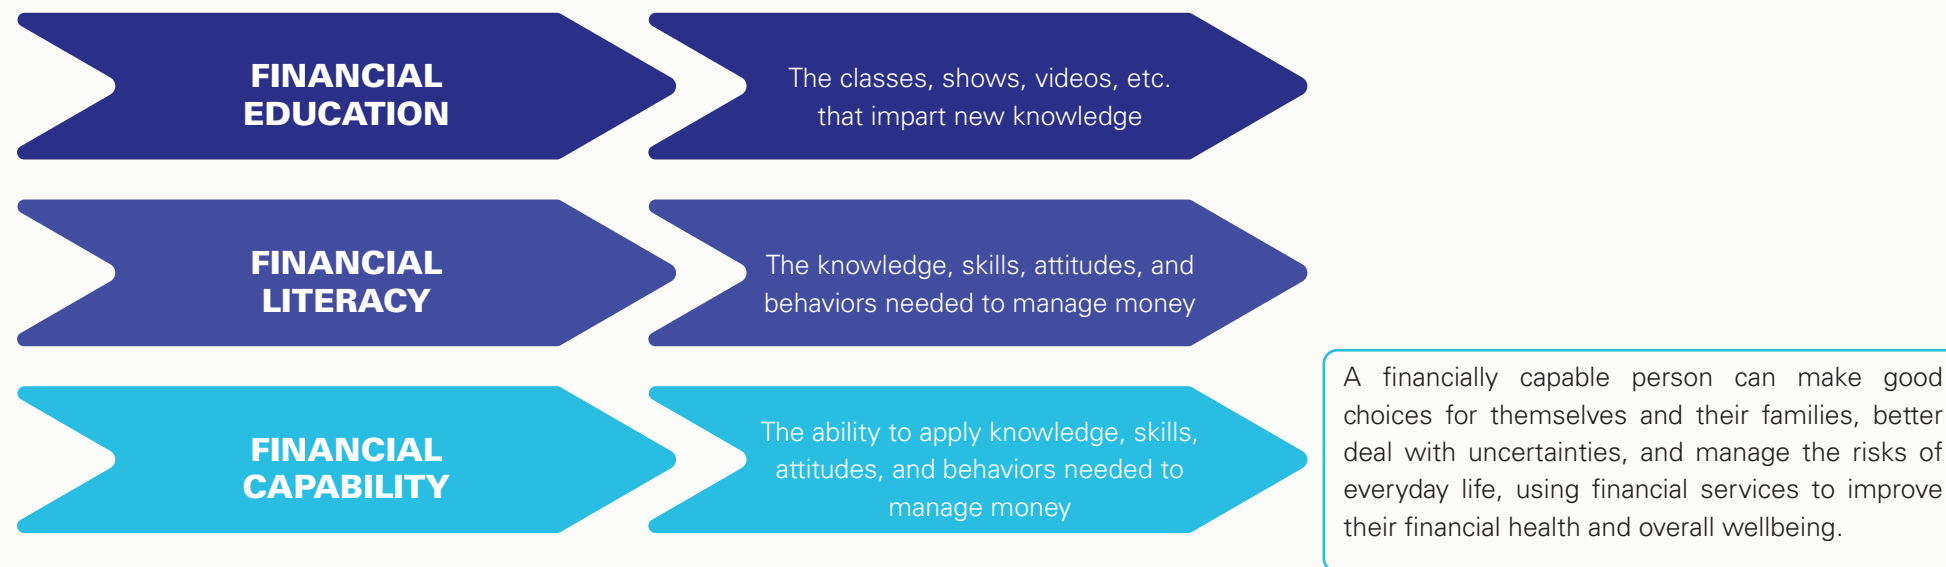 FINANCIAL
EDUCATION
The classes, shows, videos, etc.
that impart new knowledge
FINANCIAL
LITERACY
The knowledge, skills, attitudes, and
behaviors needed to manage money
FINANCIAL
CAPABILITY
The ability to apply knowledge, skills,
attitudes, and behaviors needed to
manage money
A financially capable person can make good
choices for themselves and their families, better
deal with uncertainties, and manage the risks of
everyday life, using financial services to improve
their financial health and overall wellbeing.